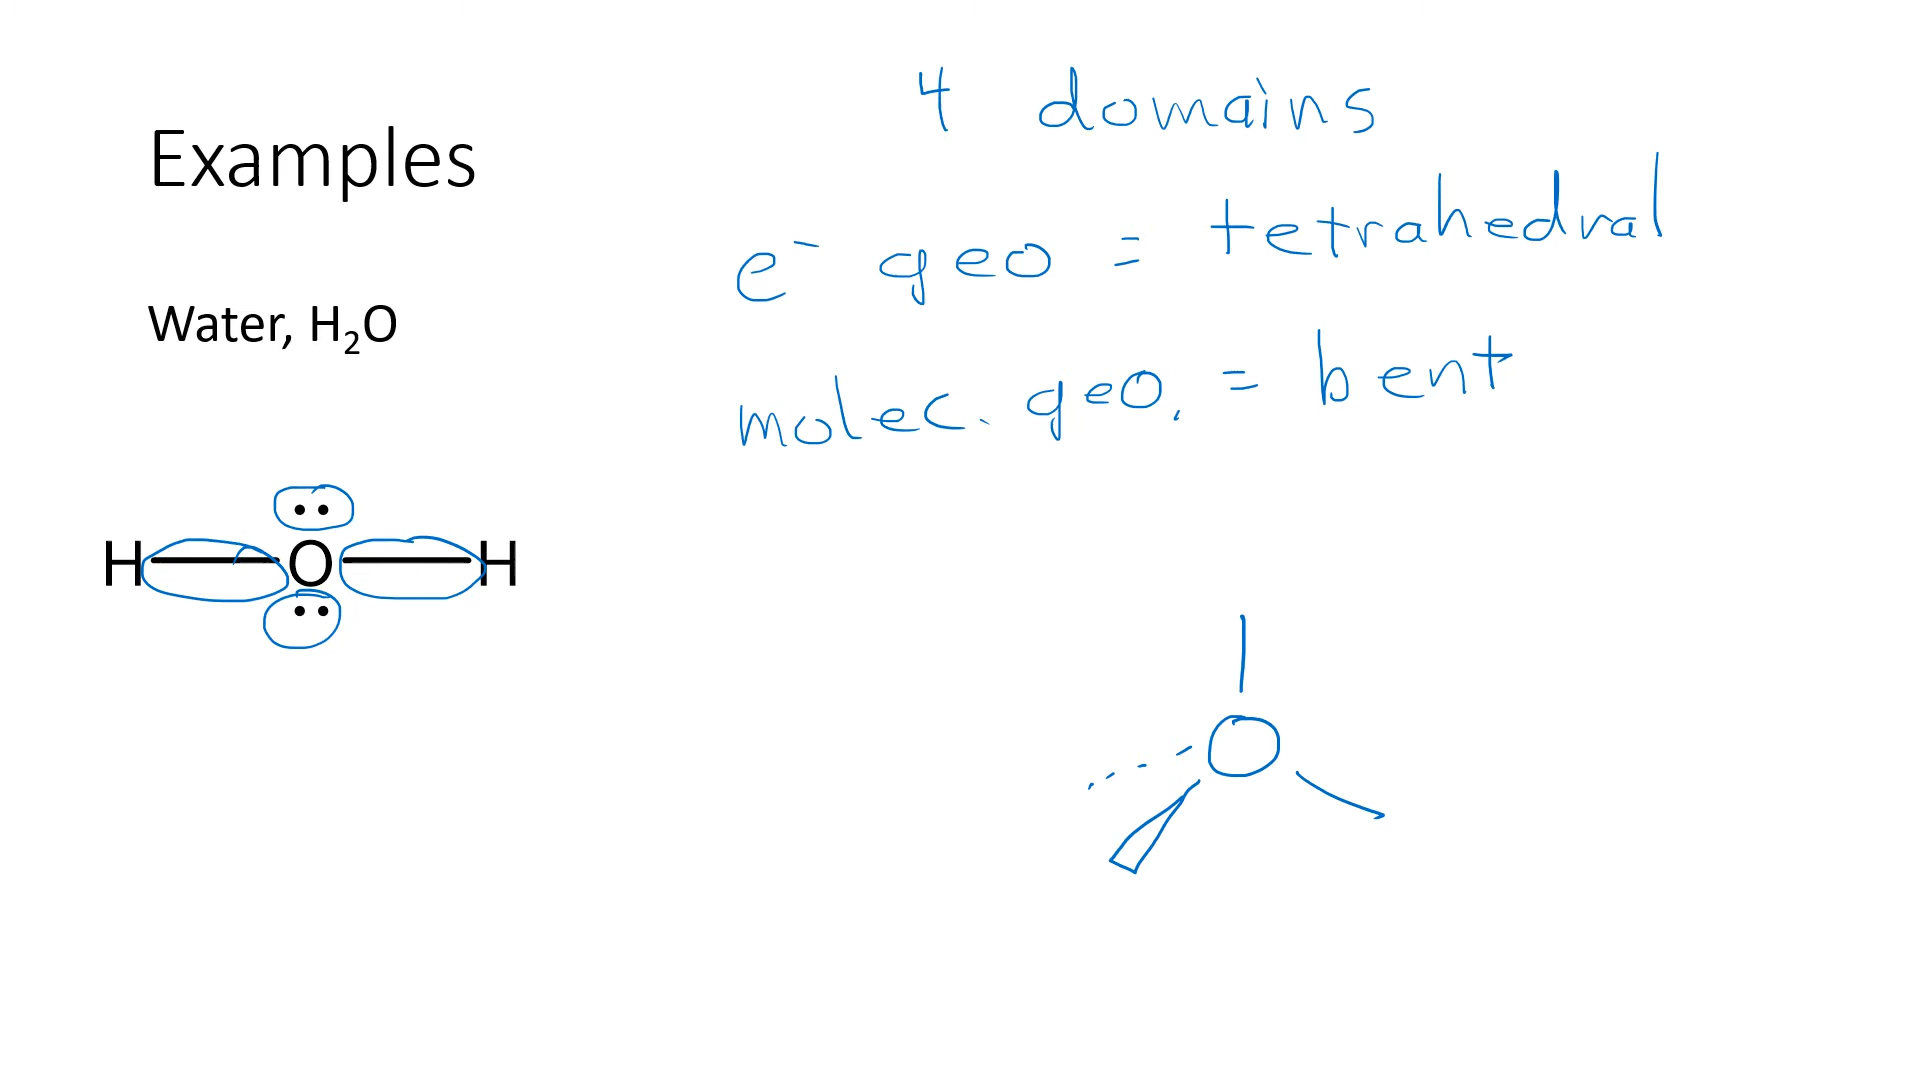 Examples
Water, H₂O
4 domains
e⁻ geo = tetrahedral
molec. geo. = bent
H O H